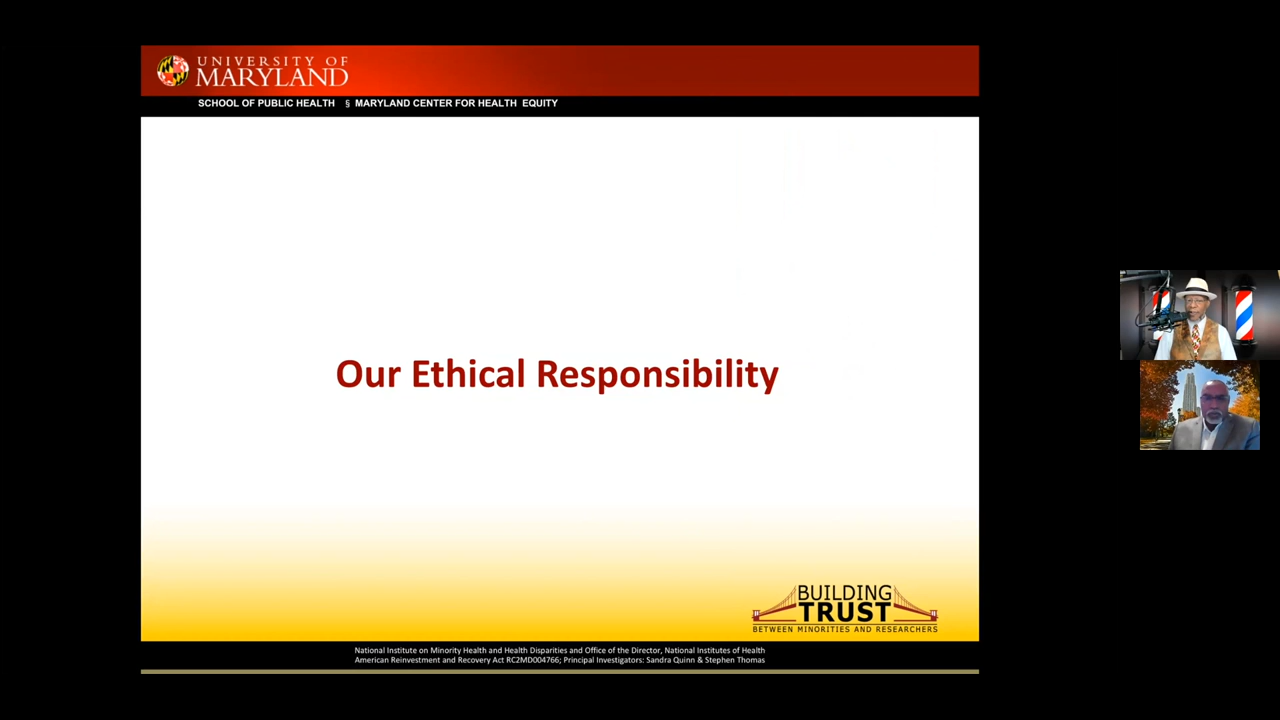 UNIVERSITY OF
MARYLAND
SCHOOL OF PUBLIC HEALTH § MARYLAND CENTER FOR HEALTH EQUITY
Our Ethical Responsibility
BUILDING
TRUST
BETWEEN MINORITIES AND RESEARCHERS
National Institute on Minority Health and Health Disparities and Office of the Director, National Institutes of Health
American Reinvestment and Recovery Act RC2MD004766; Principal Investigators: Sandra Quinn & Stephen Thomas